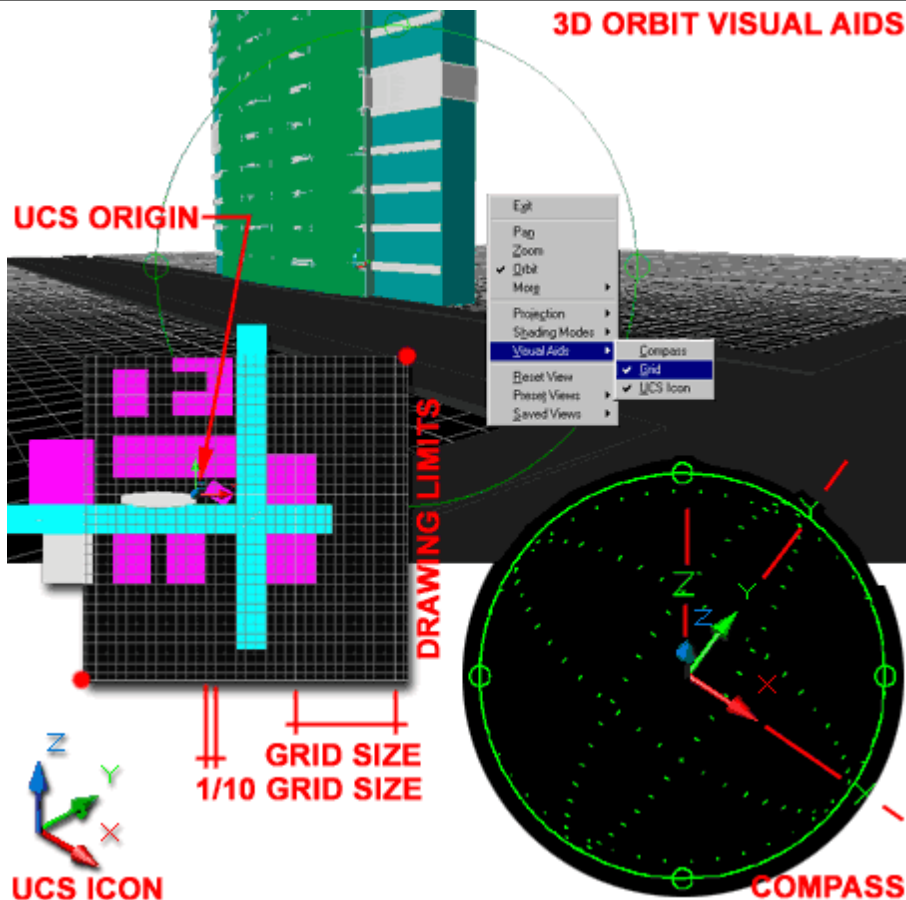 3D ORBIT VISUAL AIDS
UCS ORIGIN
Exit
Pan
Zoom
Orbit
More
Projection
Shading Modes
Visual Aids
Reset View
Preset Views
Saved Views
Compass
Grid
UCS Icon
DRAWING LIMITS
GRID SIZE
1/10 GRID SIZE
Z
Y
X
UCS ICON
Y
Z
Z
Y
X
X
COMPASS